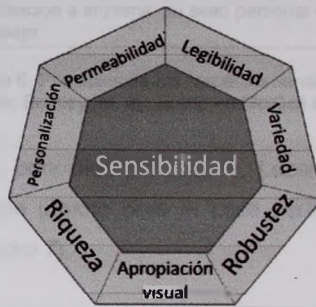 Permeabilidad
Legibilidad
Variedad
Robustez
Apropiación
visual
Riqueza
Personalización
Sensibilidad